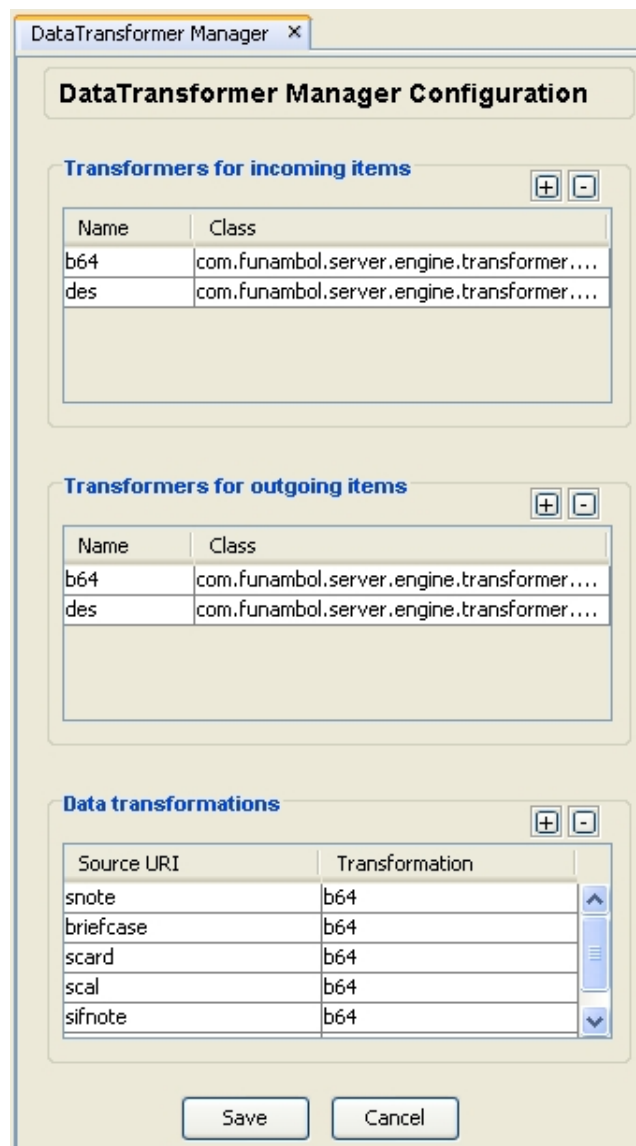 DataTransformer Manager ×
DataTransformer Manager Configuration
Transformers for incoming items
+ -
Name Class
b64 com.funambol.server.engine.transformer....
des com.funambol.server.engine.transformer....
Transformers for outgoing items
+ -
Name Class
b64 com.funambol.server.engine.transformer....
des com.funambol.server.engine.transformer....
Data transformations
+ -
Source URI Transformation
snote b64
briefcase b64
scard b64
scal b64
sifnote b64
Save Cancel